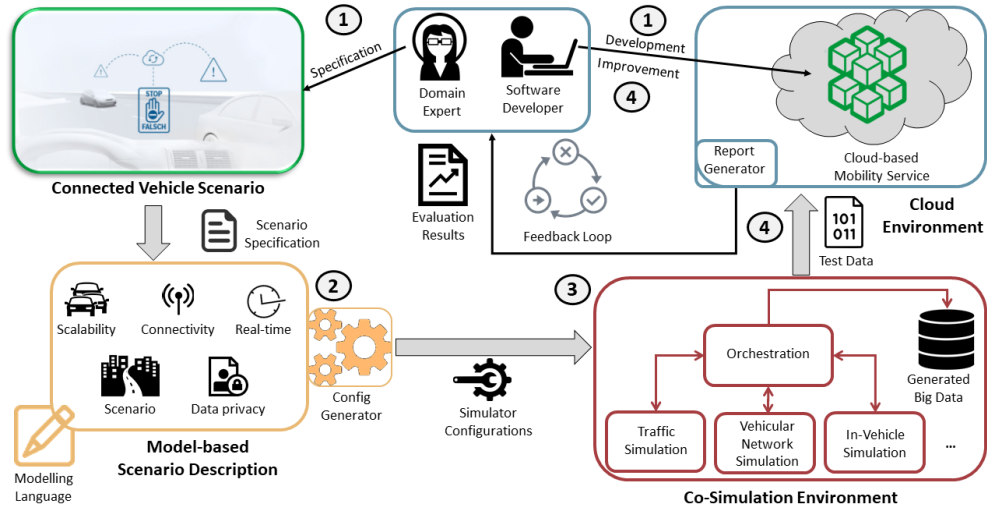 1
Specification
Domain
Expert
Software
Developer
1
Development
Improvement
4
STOP
FALSCH
Connected Vehicle Scenario
Report
Generator
Cloud-based
Mobility Service
Cloud
Environment
Evaluation
Results
Feedback Loop
Scenario
Specification
4
101
011
Test Data
Scalability
Connectivity
Real-time
Scenario
Data privacy
2
Config
Generator
Modelling
Language
Model-based
Scenario Description
Simulator
Configurations
3
Orchestration
Generated
Big Data
Traffic
Simulation
Vehicular
Network
Simulation
In-Vehicle
Simulation
...
Co-Simulation Environment